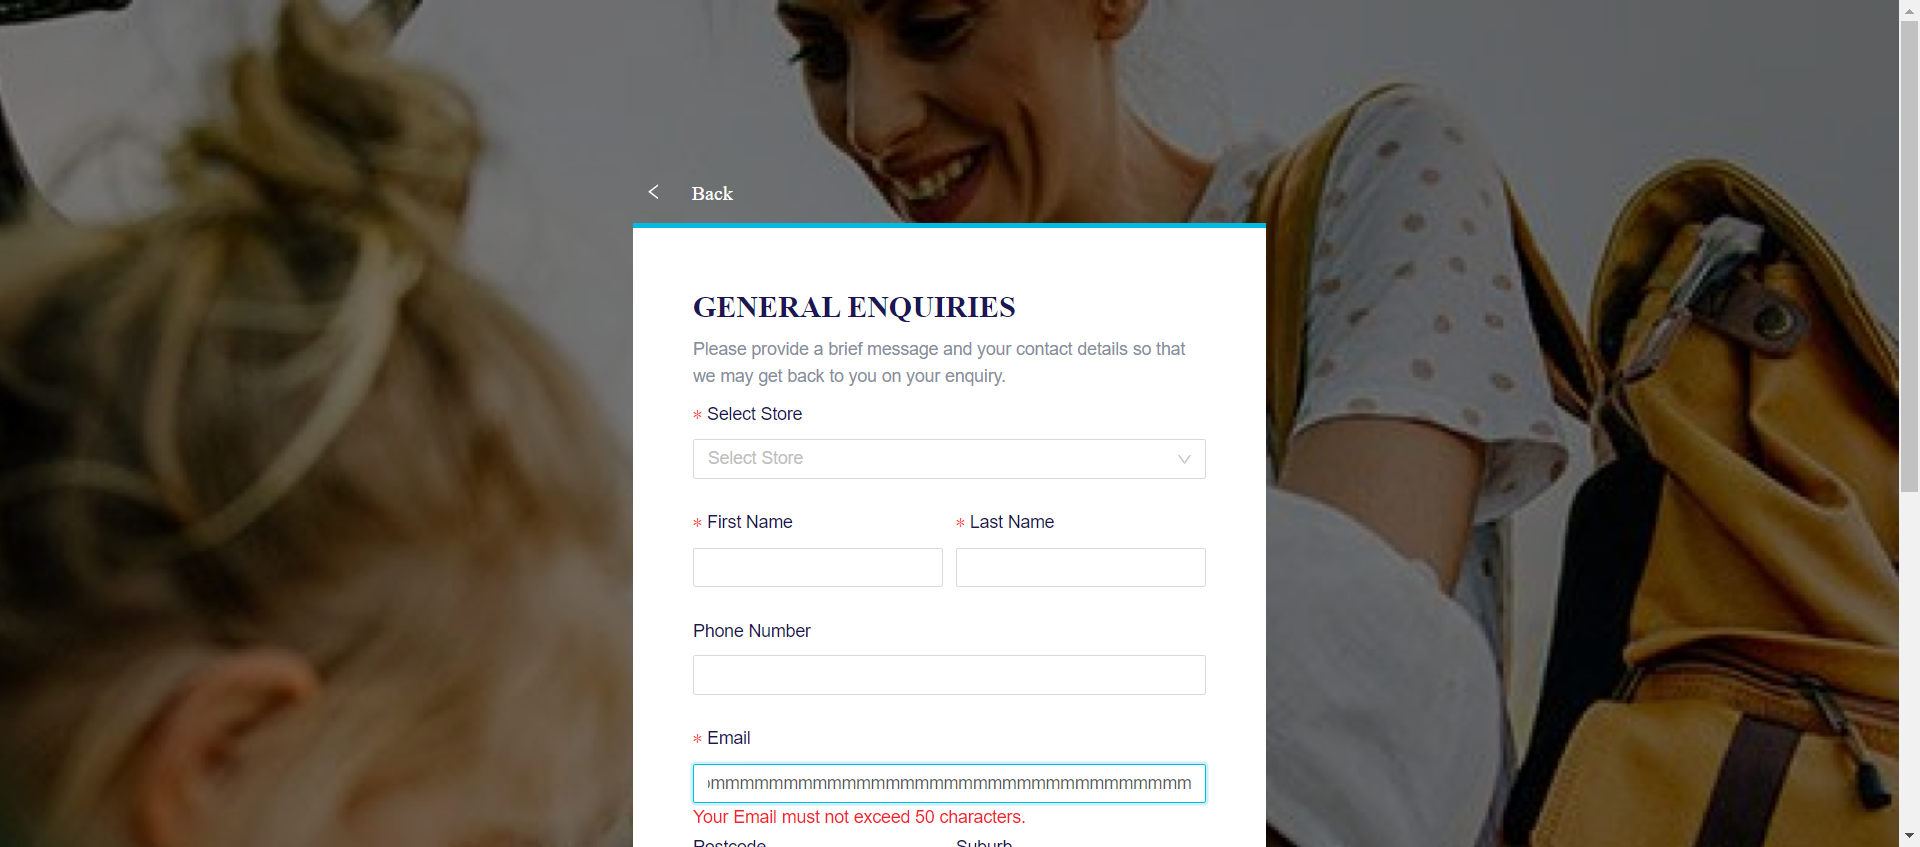 Back
GENERAL ENQUIRIES
Please provide a brief message and your contact details so that
we may get back to you on your enquiry.
* Select Store
Select Store
* First Name * Last Name
Phone Number
* Email
Your Email must not exceed 50 characters.
Postcode Suburb